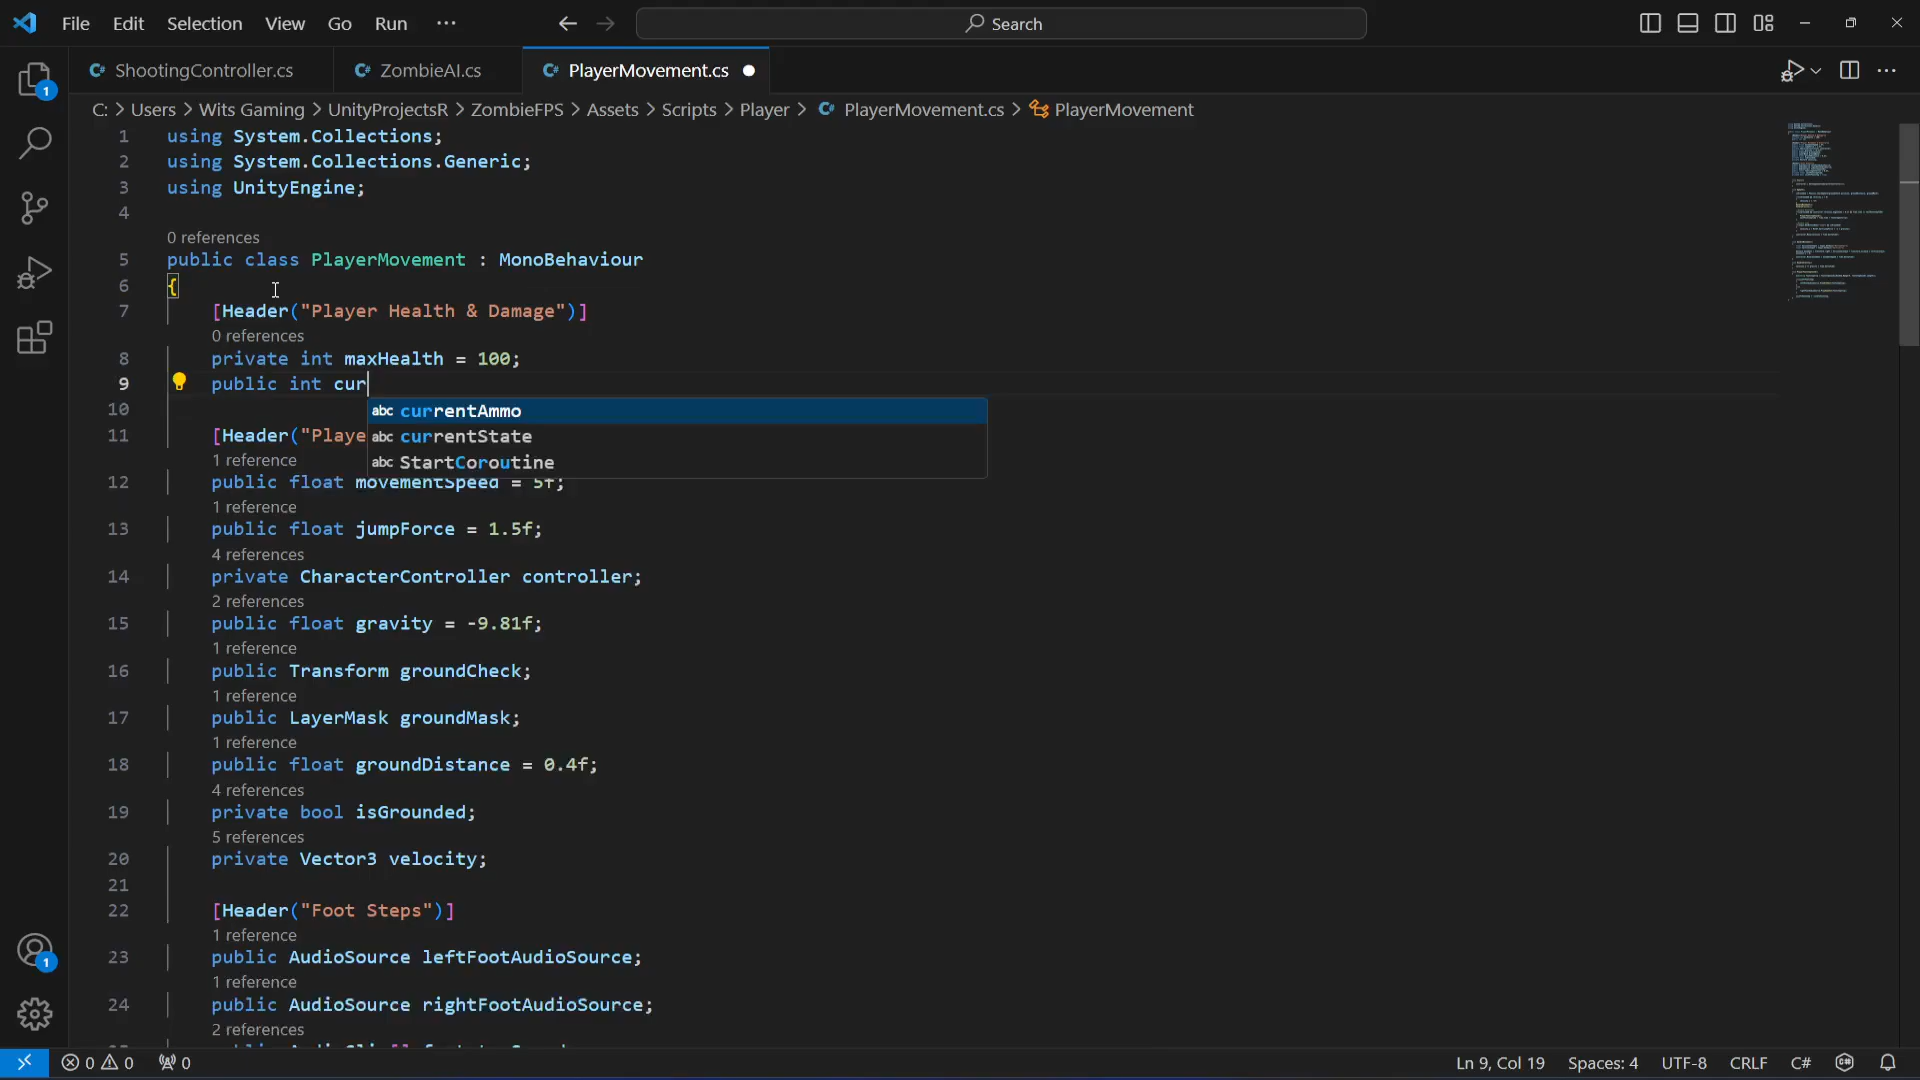 File Edit Selection View Go Run ··· Search
ShootingController.cs ZombieAI.cs PlayerMovement.cs
C: > Users > Wits Gaming > UnityProjectsR > ZombieFPS > Assets > Scripts > Player > PlayerMovement.cs > PlayerMovement
1 using System.Collections;
2 using System.Collections.Generic;
3 using UnityEngine;
4
0 references
5 public class PlayerMovement : MonoBehaviour
6 {
7 [Header("Player Health & Damage")]
0 references
8 private int maxHealth = 100;
9 public int cur
10 abc currentAmmo
11 [Header("Playe abc currentState
1 reference abc StartCoroutine
12 public float movementSpeed = 5f;
1 reference
13 public float jumpForce = 1.5f;
4 references
14 private CharacterController controller;
2 references
15 public float gravity = -9.81f;
1 reference
16 public Transform groundCheck;
1 reference
17 public LayerMask groundMask;
1 reference
18 public float groundDistance = 0.4f;
4 references
19 private bool isGrounded;
5 references
20 private Vector3 velocity;
21
22 [Header("Foot Steps")]
1 reference
23 public AudioSource leftFootAudioSource;
1 reference
24 public AudioSource rightFootAudioSource;
2 references
1
1
0 0 0 Ln 9, Col 19 Spaces: 4 UTF-8 CRLF C#